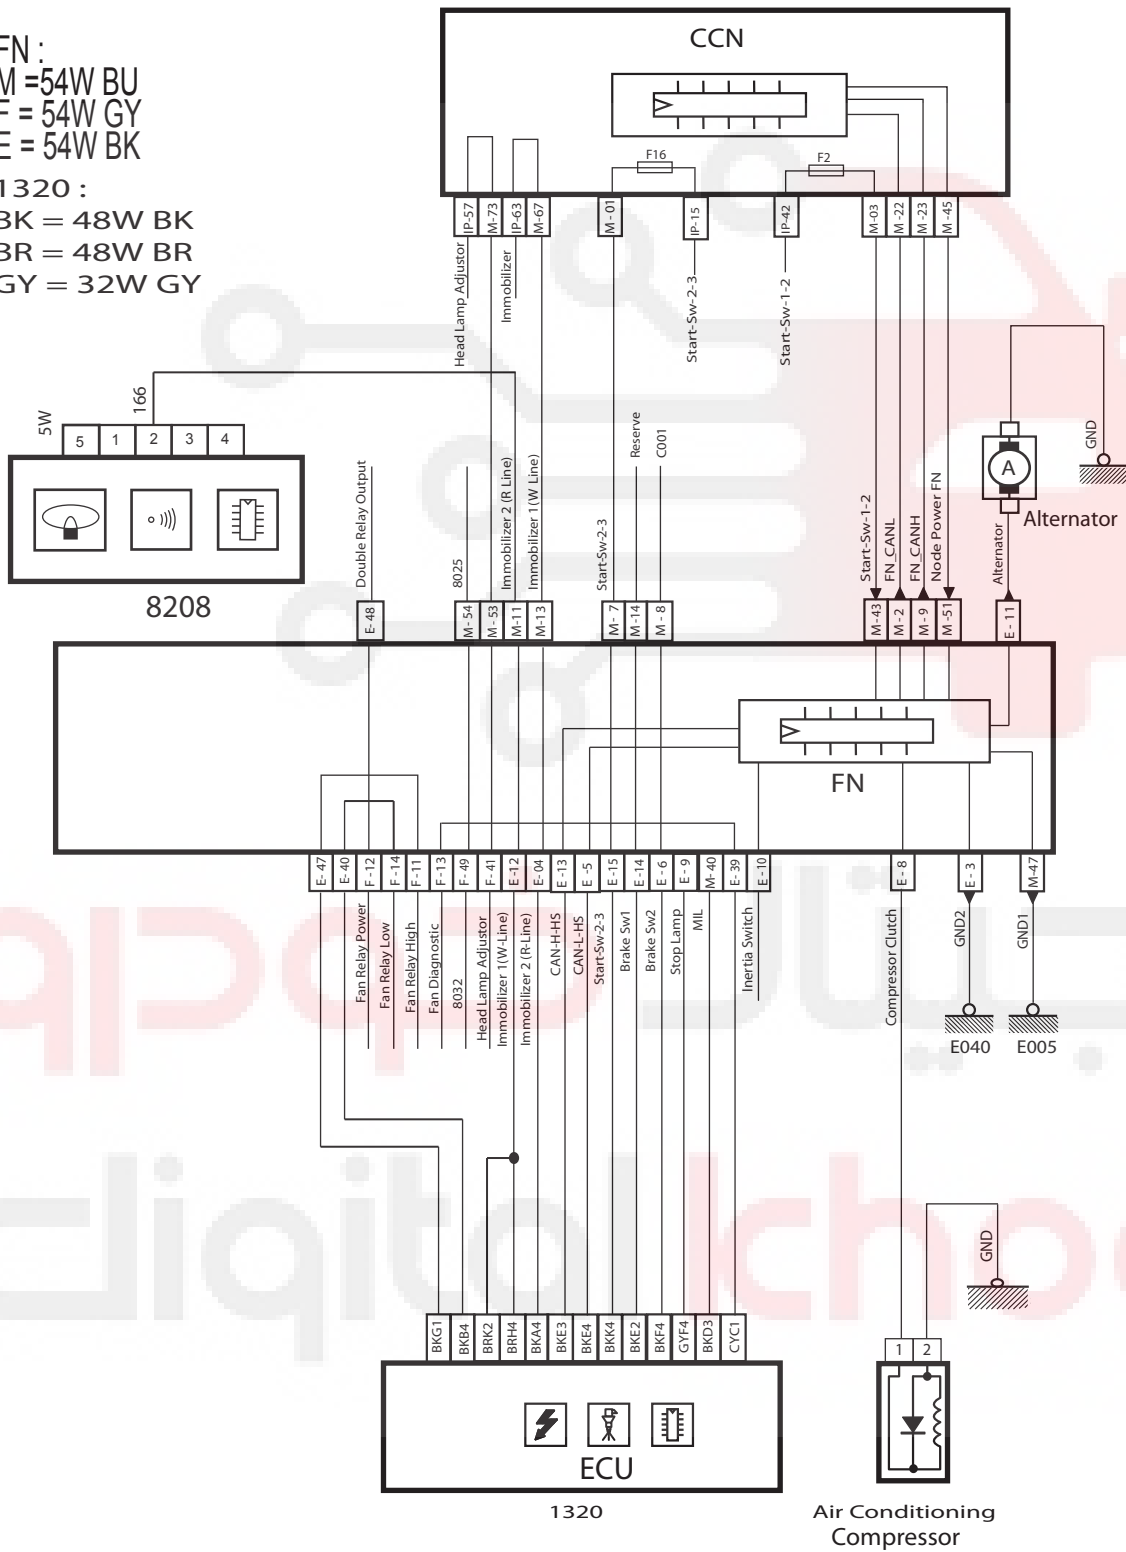 FN :
M =54W BU
F = 54W GY
E = 54W BK
1320 :
BK = 48W BK
BR = 48W BR
GY = 32W GY
CCN
F16
F2
IP-57
M-73
IP-63
M-67
M - 01
IP-15
IP-42
M-03
M -22
M -23
M -45
Head Lamp Adjustor
Immobilizer
Start-Sw-2-3
Start-Sw-1-2
5W
166
5
1
2
3
4
8208
Double Relay Output
8025
Immobilizer 2 (R Line)
Immobilizer 1(W Line)
Start-Sw-2-3
Reserve
C001
Start-Sw-1-2
FN_CANL
FN_CANH
Node Power FN
Alternator
A
GND
Alternator
E- 48
M - 54
M - 53
M-11
M-13
M- 7
M -14
M - 8
M -43
M - 2
M - 9
M -51
E - 11
FN
E- 47
E- 40
F -12
F -14
F -11
F -13
F- 49
F- 41
E-12
E- 04
E -13
E -5
E-15
E -14
E - 6
E - 9
M- 40
E- 39
E -10
E - 8
E - 3
M-47
Fan Relay Power
Fan Relay Low
Fan Relay High
Fan Diagnostic
8032
Head Lamp Adjustor
Immobilizer 1(W-Line)
Immobilizer 2 (R-Line)
CAN-H-HS
CAN-L-HS
Start-Sw-2-3
Brake Sw1
Brake Sw2
Stop Lamp
MIL
Inertia Switch
Compressor Clutch
GND2
GND1
E040
E005
digitalkho
GND
BKG1
BKB4
BRK2
BRH4
BKA4
BKE3
BKE4
BKK4
BKE2
BKF4
GYF4
BKD3
CYC1
1
2
ECU
1320
Air Conditioning
Compressor